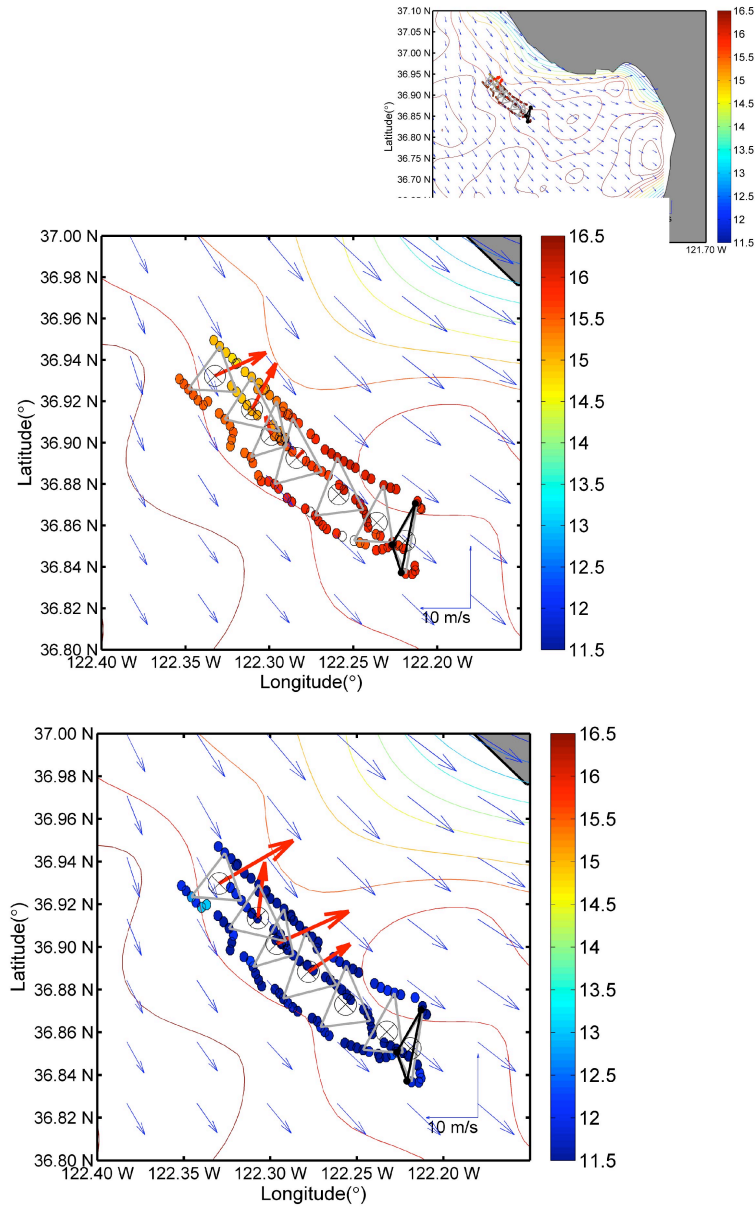 37.10 N
37.05 N
37.00 N
36.95 N
36.90 N
36.85 N
36.80 N
36.75 N
36.70 N
Latitude(°)
121.70 W
16.5
16
15.5
15
14.5
14
13.5
13
12.5
12
11.5
37.00 N
36.98 N
36.96 N
36.94 N
36.92 N
36.90 N
36.88 N
36.86 N
36.84 N
36.82 N
36.80 N
Latitude(°)
10 m/s
122.40 W 122.35 W 122.30 W 122.25 W 122.20 W
Longitude(°)
16.5
16
15.5
15
14.5
14
13.5
13
12.5
12
11.5
37.00 N
36.98 N
36.96 N
36.94 N
36.92 N
36.90 N
36.88 N
36.86 N
36.84 N
36.82 N
36.80 N
Latitude(°)
10 m/s
122.40 W 122.35 W 122.30 W 122.25 W 122.20 W
Longitude(°)
16.5
16
15.5
15
14.5
14
13.5
13
12.5
12
11.5